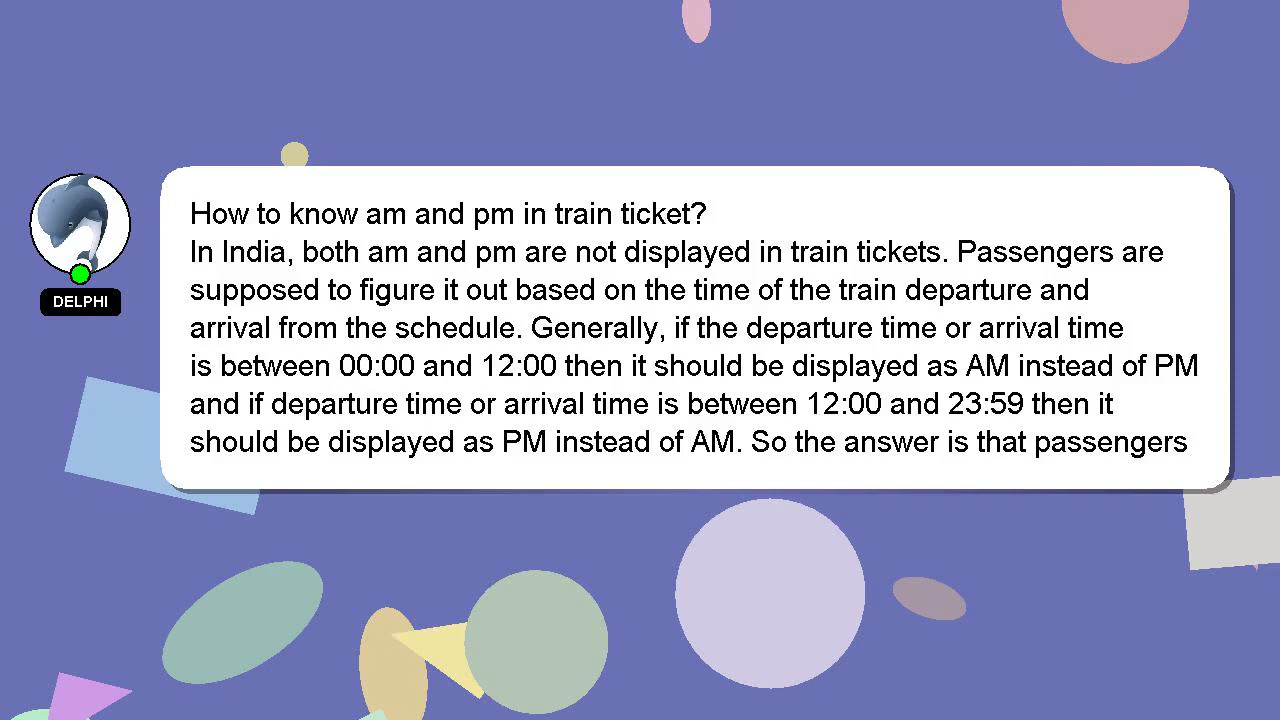 How to know am and pm in train ticket?
In India, both am and pm are not displayed in train tickets. Passengers are
supposed to figure it out based on the time of the train departure and
arrival from the schedule. Generally, if the departure time or arrival time
is between 00:00 and 12:00 then it should be displayed as AM instead of PM
and if departure time or arrival time is between 12:00 and 23:59 then it
should be displayed as PM instead of AM. So the answer is that passengers
DELPHI